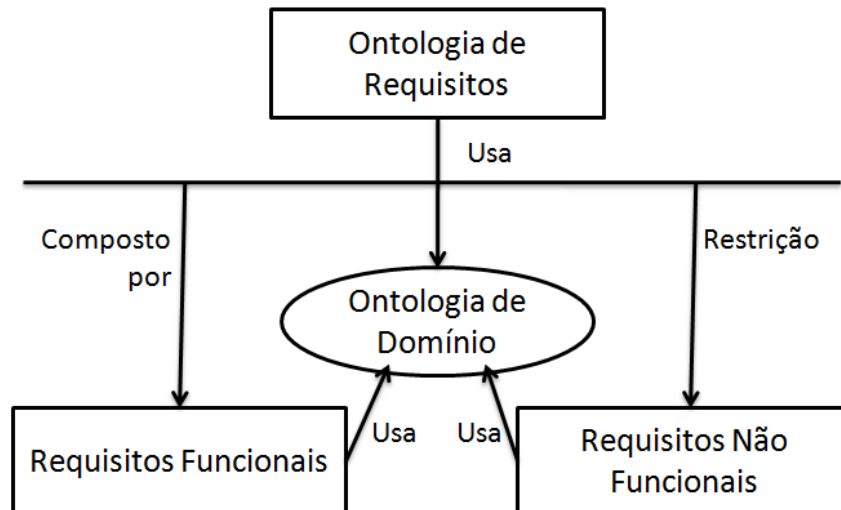 Ontologia de
Requisitos
Usa
Composto
por
Restrição
Ontologia de
Domínio
Usa
Usa
Requisitos Funcionais
Requisitos Não
Funcionais